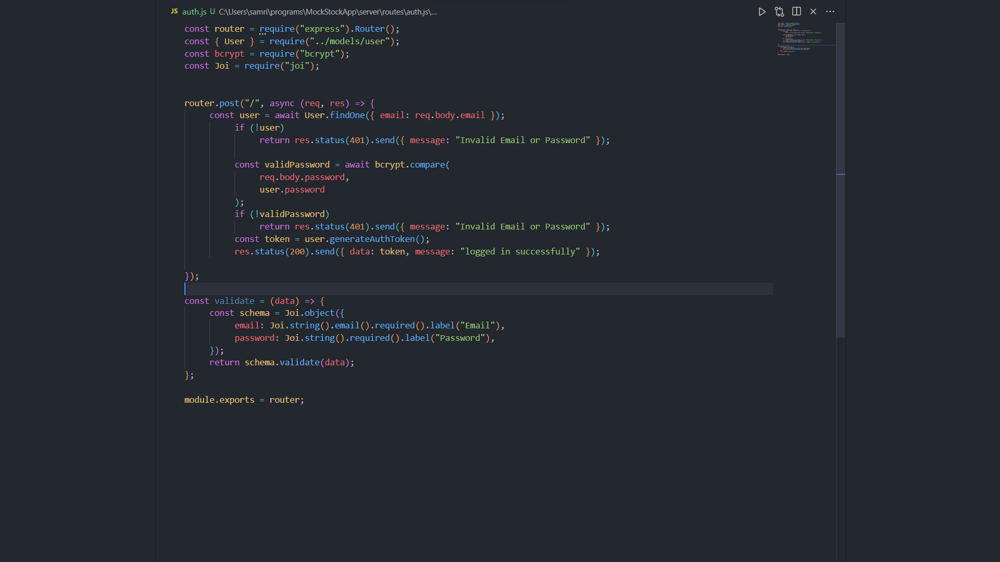 JS auth.js U C:\Users\samri\programs\MockStockApp\server\routes\auth.js\...
const router = require("express").Router();
const { User } = require("../models/user");
const bcrypt = require("bcrypt");
const Joi = require("joi");
router.post("/", async (req, res) => {
const user = await User.findOne({ email: req.body.email });
if (!user)
return res.status(401).send({ message: "Invalid Email or Password" });
const validPassword = await bcrypt.compare(
req.body.password,
user.password
);
if (!validPassword)
return res.status(401).send({ message: "Invalid Email or Password" });
const token = user.generateAuthToken();
res.status(200).send({ data: token, message: "logged in successfully" });
});
const validate = (data) => {
const schema = Joi.object({
email: Joi.string().email().required().label("Email"),
password: Joi.string().required().label("Password"),
});
return schema.validate(data);
};
module.exports = router;